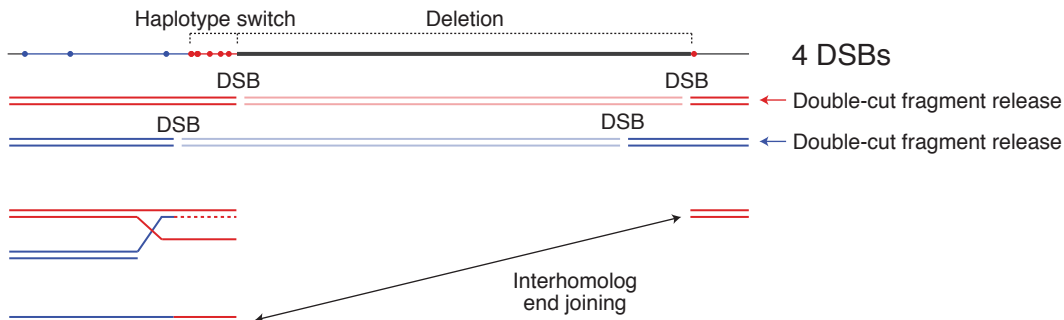 Haplotype switch
Deletion
4 DSBs
DSB
DSB
Double-cut fragment release
DSB
DSB
Double-cut fragment release
Interhomolog
end joining